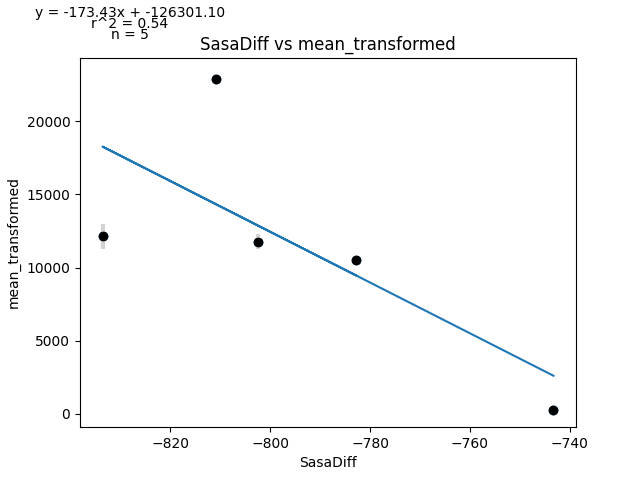 y = -173.43x + -126301.10
r^2 = 0.54
n = 5
SasaDiff vs mean_transformed
20000
15000
10000
5000
0
mean_transformed
−820
−800
−780
−760
−740
SasaDiff